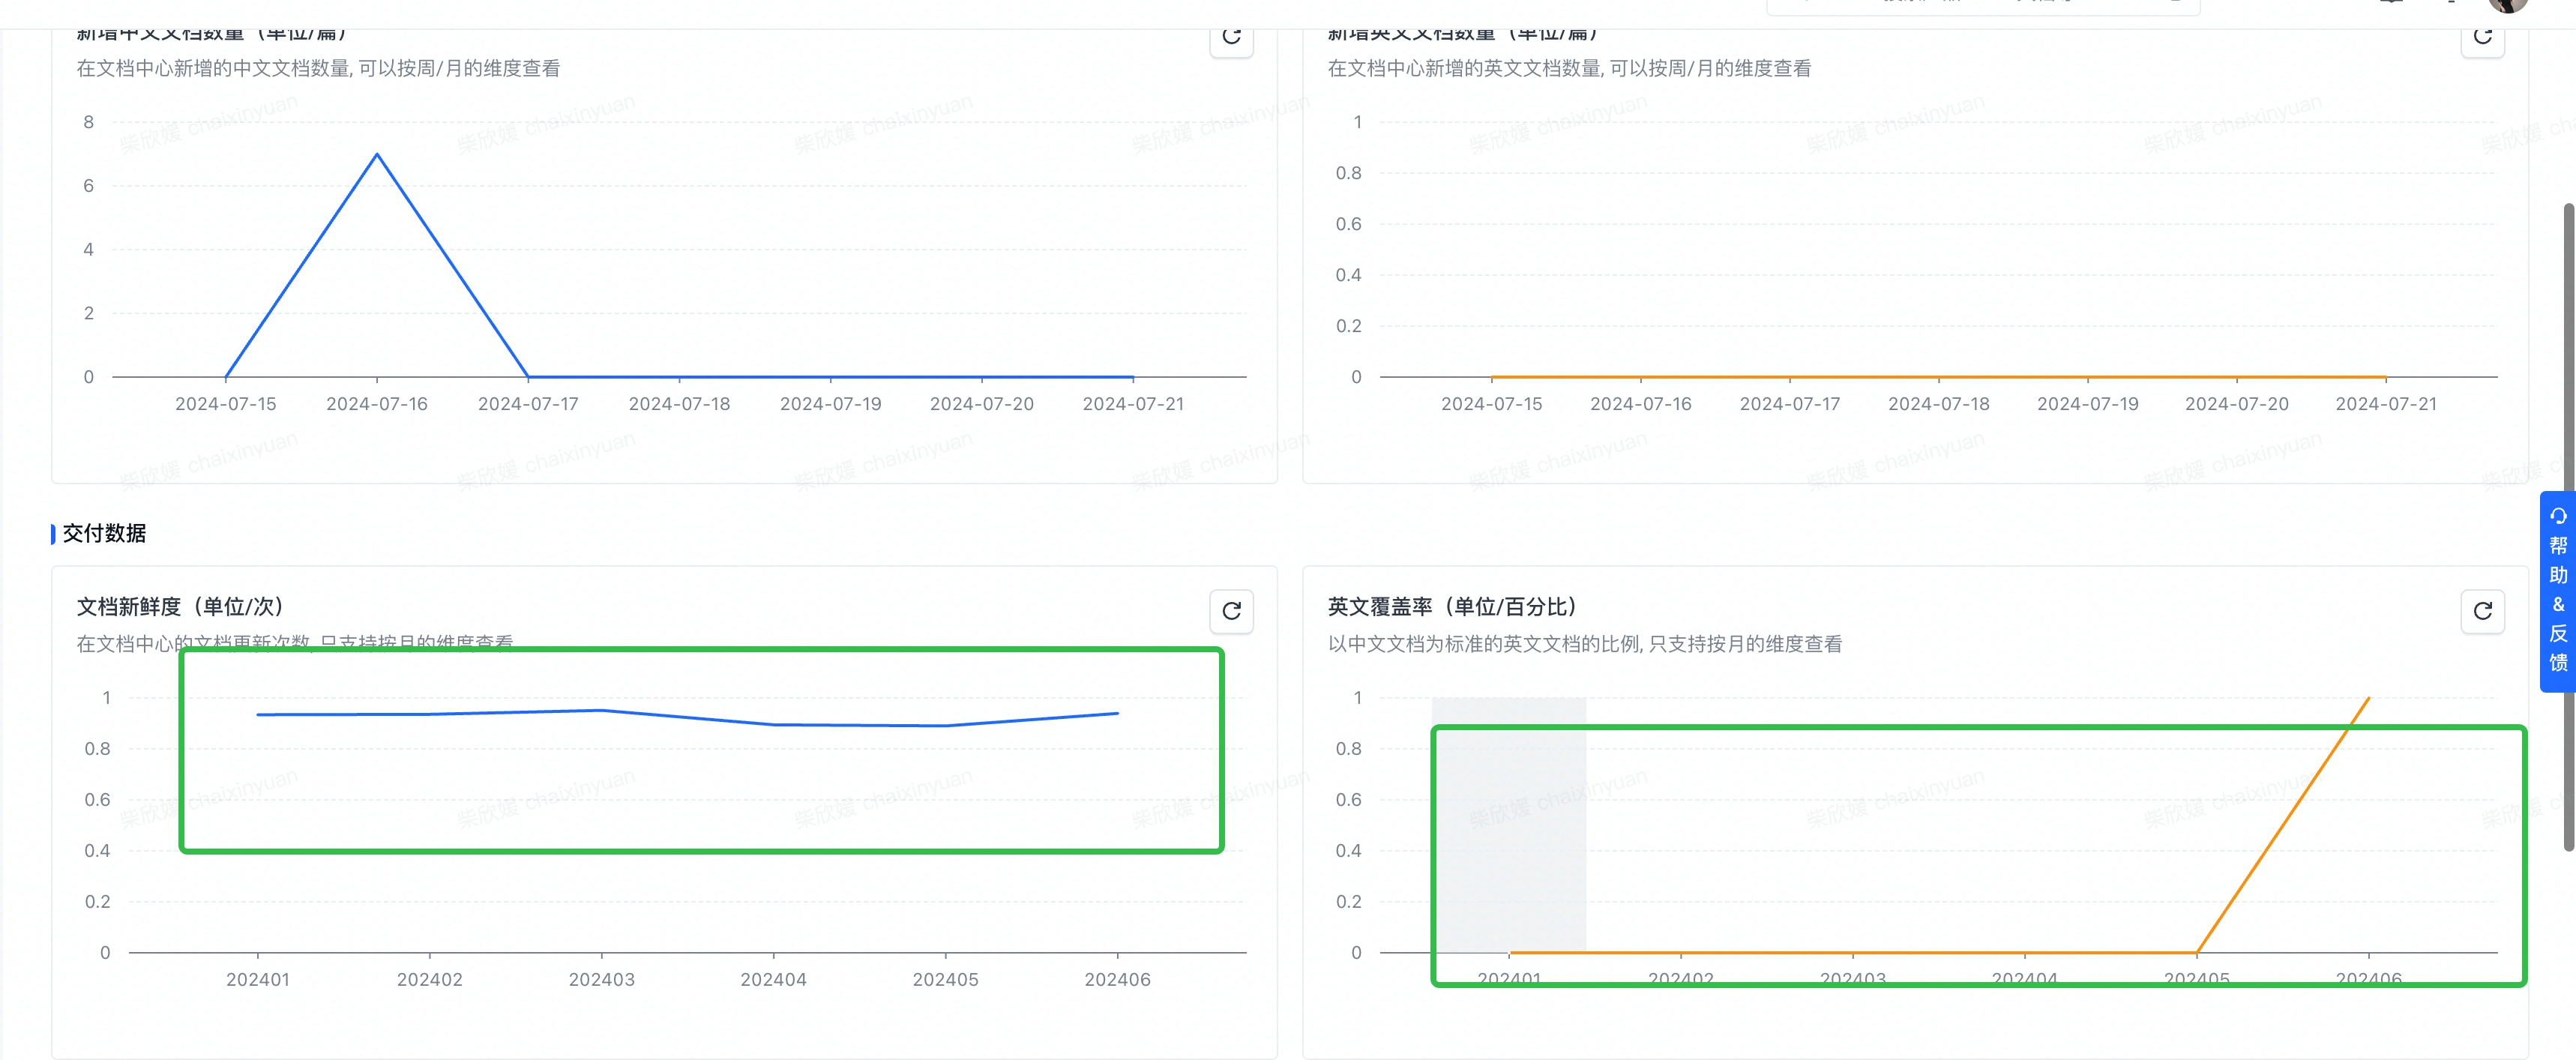 新增中文文档数量（单位/篇）
在文档中心新增的中文文档数量, 可以按周/月的维度查看
8
6
4
2
0
2024-07-15 2024-07-16 2024-07-17 2024-07-18 2024-07-19 2024-07-20 2024-07-21
新增英文文档数量（单位/篇）
在文档中心新增的英文文档数量, 可以按周/月的维度查看
1
0.8
0.6
0.4
0.2
0
2024-07-15 2024-07-16 2024-07-17 2024-07-18 2024-07-19 2024-07-20 2024-07-21
交付数据
文档新鲜度（单位/次）
在文档中心的文档更新次数, 只支持按月的维度查看
1
0.8
0.6
0.4
0.2
0
202401 202402 202403 202404 202405 202406
英文覆盖率（单位/百分比）
以中文文档为标准的英文文档的比例, 只支持按月的维度查看
1
0.8
0.6
0.4
0.2
0
202401 202402 202403 202404 202405 202406
帮
助
&
反
馈
柴欣媛 chaixinyuan